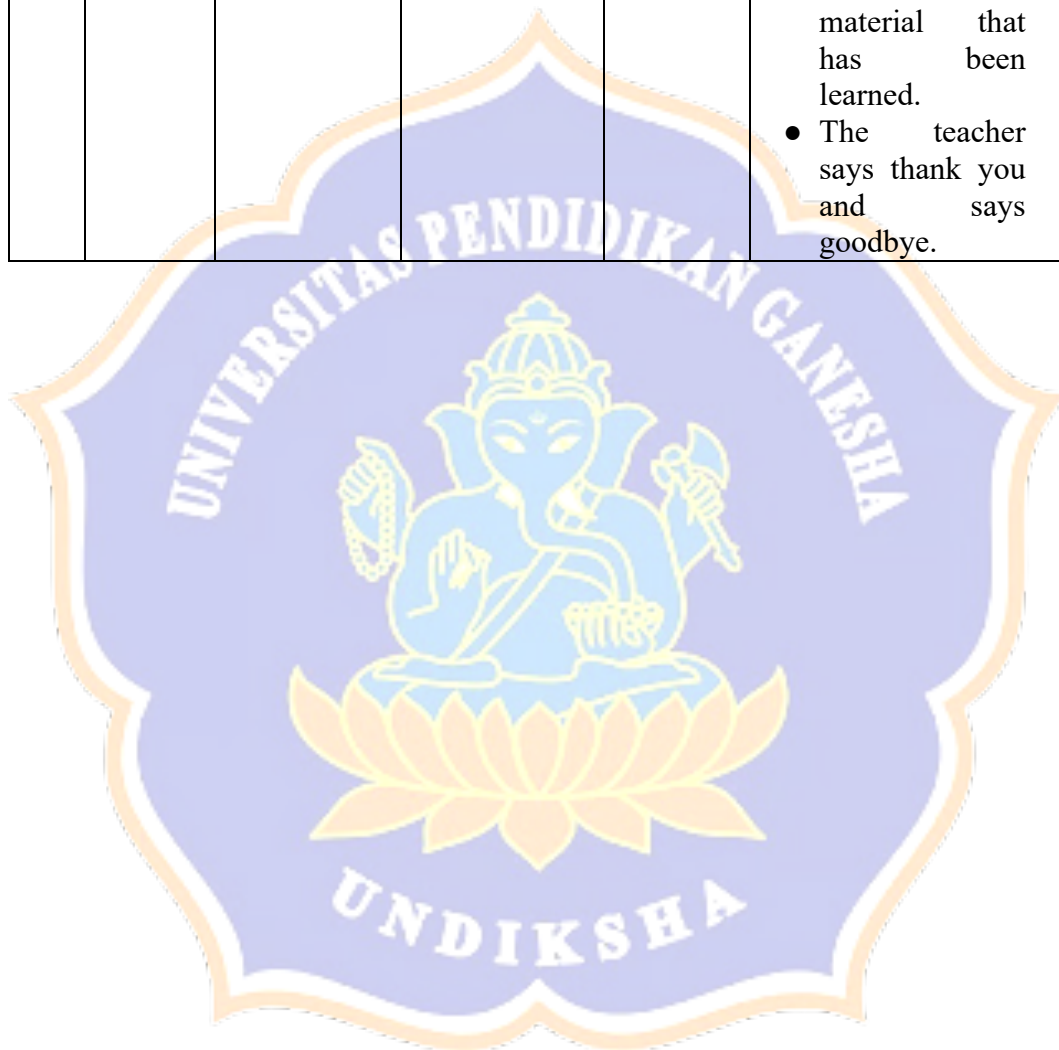 material that
has been
learned.
● The teacher
says thank you
and says
goodbye.
UNIVERSITAS PENDIDIKAN GANESHA
UNDIKSHA